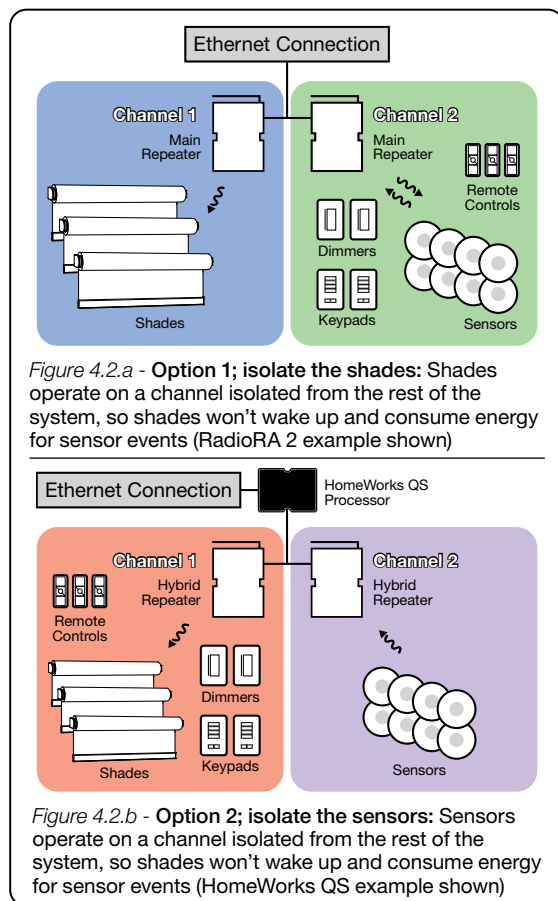 Ethernet Connection
Channel 1
Main
Repeater
Shades
Channel 2
Main
Repeater
Remote
Controls
Dimmers
Keypads
Sensors
Figure 4.2.a - Option 1; isolate the shades: Shades
operate on a channel isolated from the rest of the
system, so shades won’t wake up and consume energy
for sensor events (RadioRA 2 example shown)
HomeWorks QS
Processor
Ethernet Connection
Channel 1
Hybrid
Repeater
Remote
Controls
Dimmers
Shades
Keypads
Channel 2
Hybrid
Repeater
Sensors
Figure 4.2.b - Option 2; isolate the sensors: Sensors
operate on a channel isolated from the rest of the
system, so shades won’t wake up and consume energy
for sensor events (HomeWorks QS example shown)